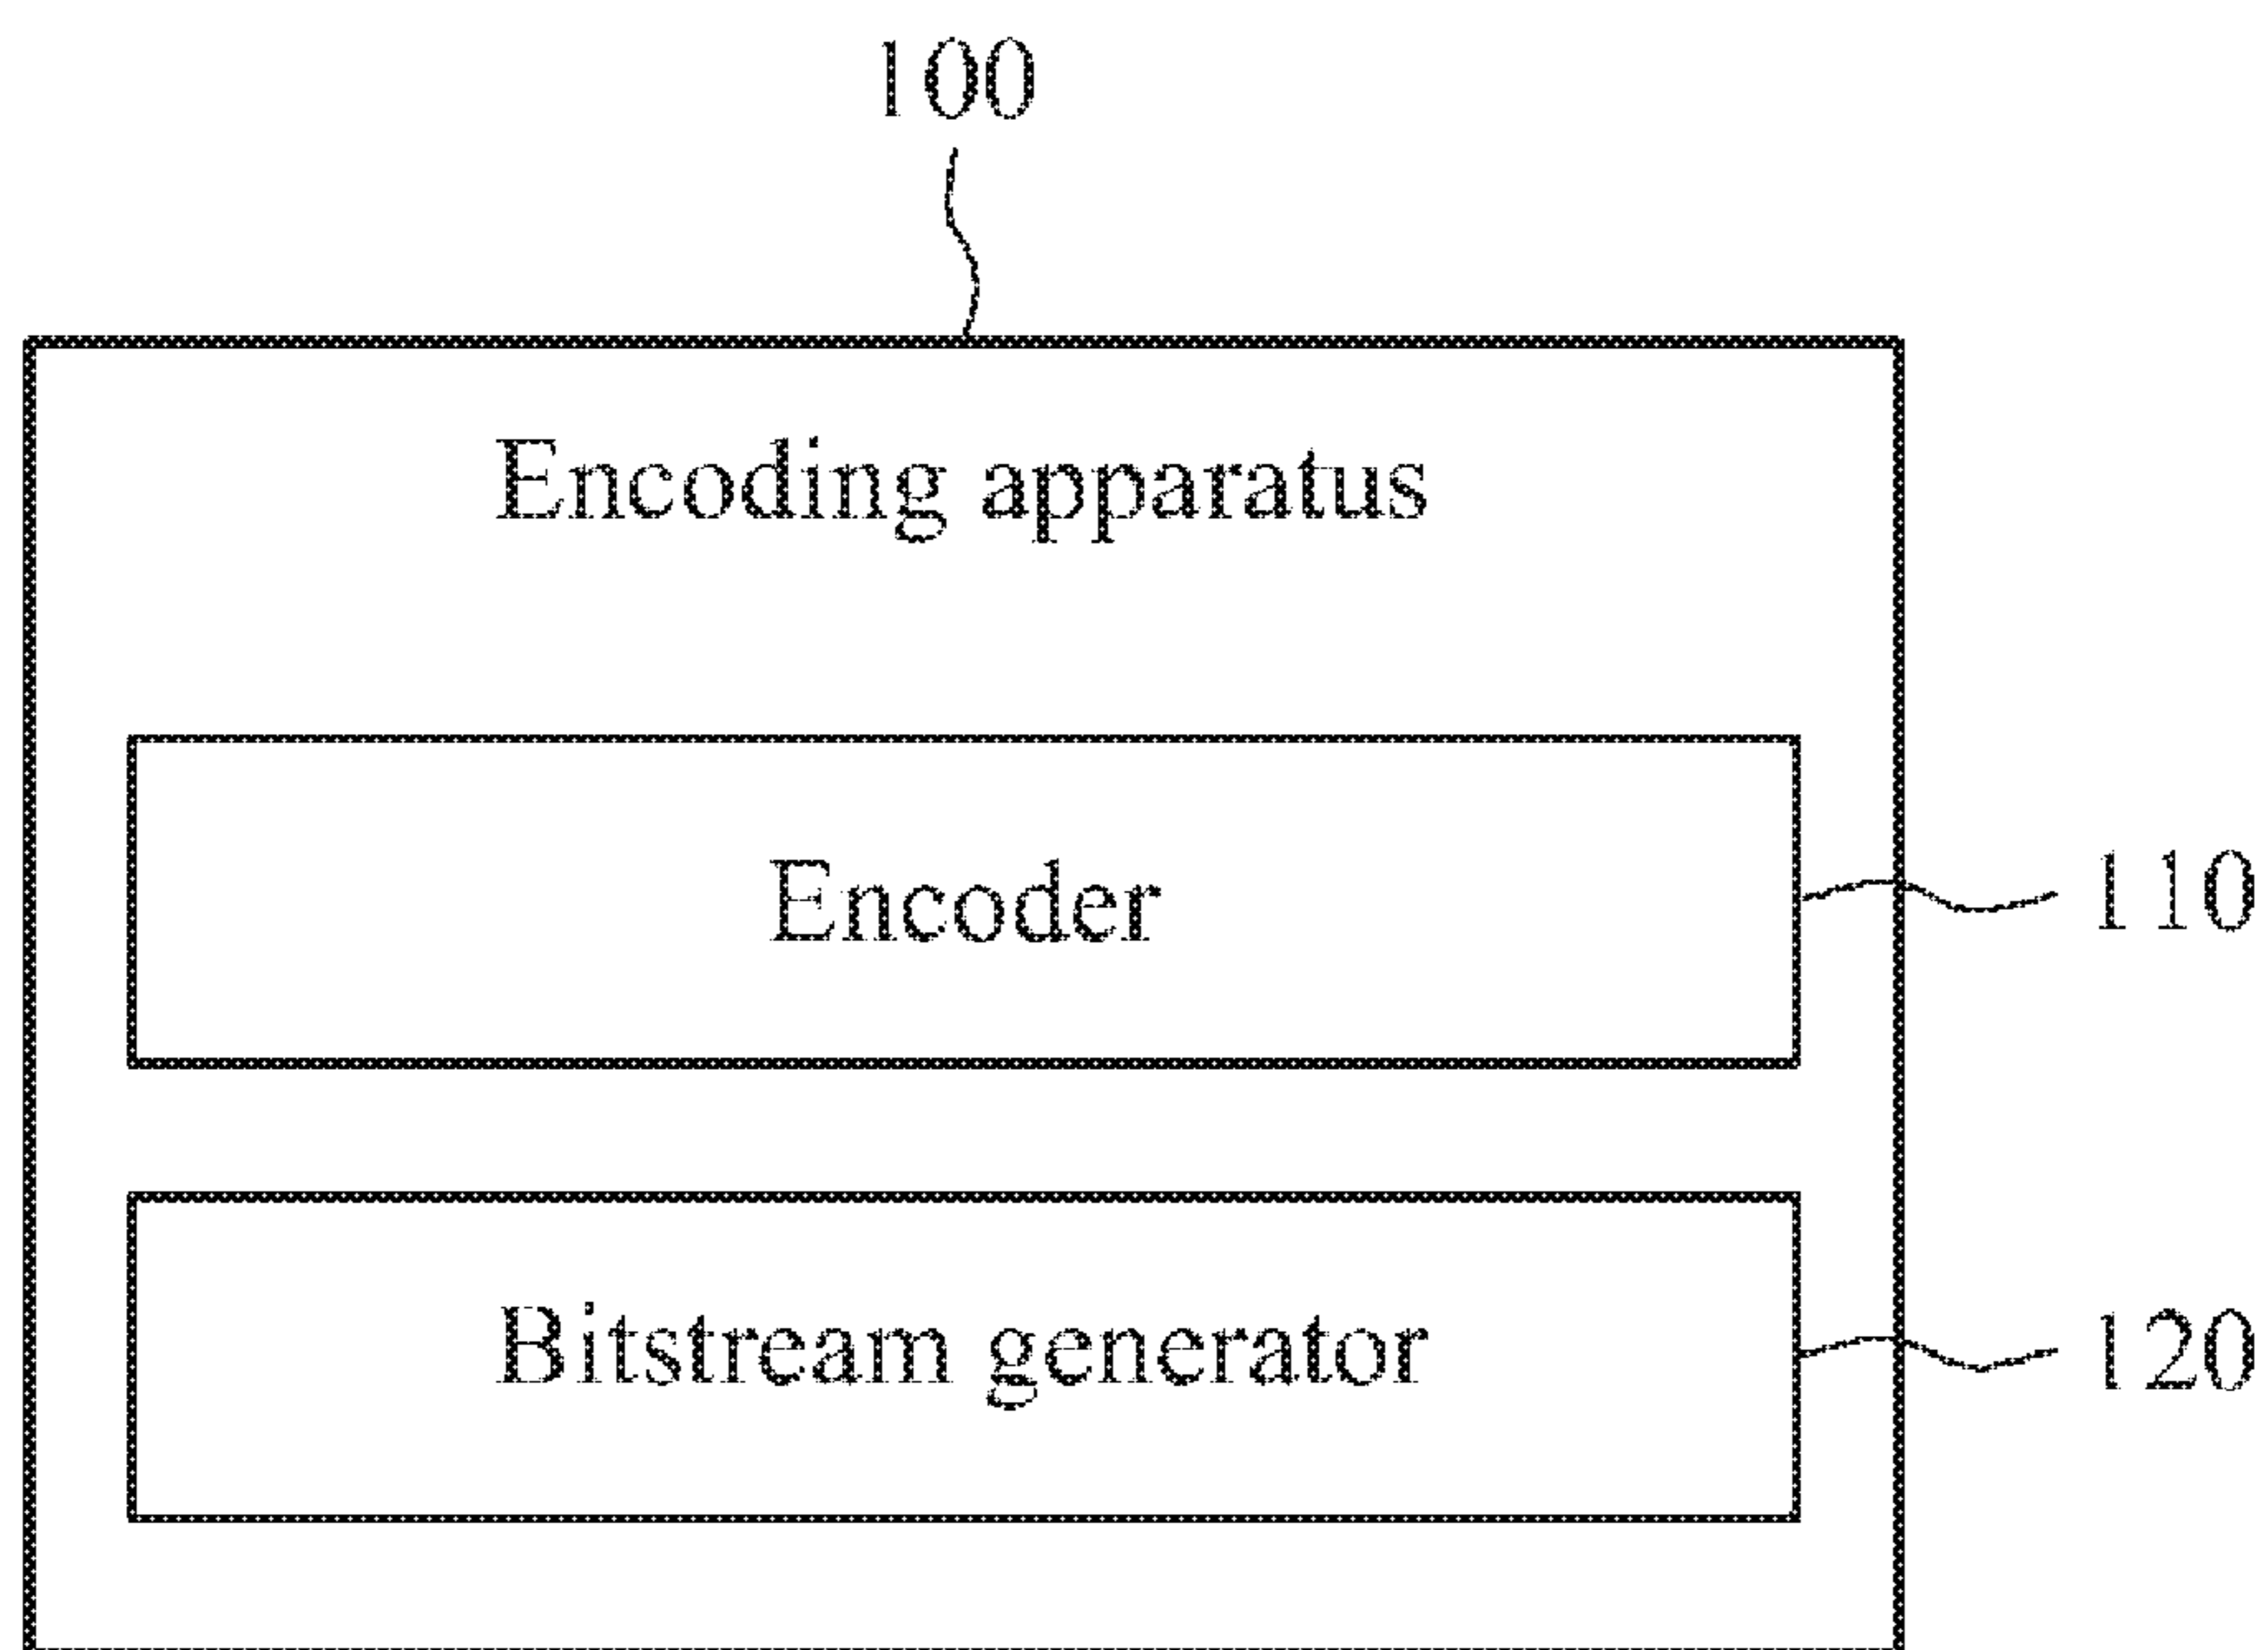 100
Encoding apparatus
Encoder
110
Bitstream generator
120